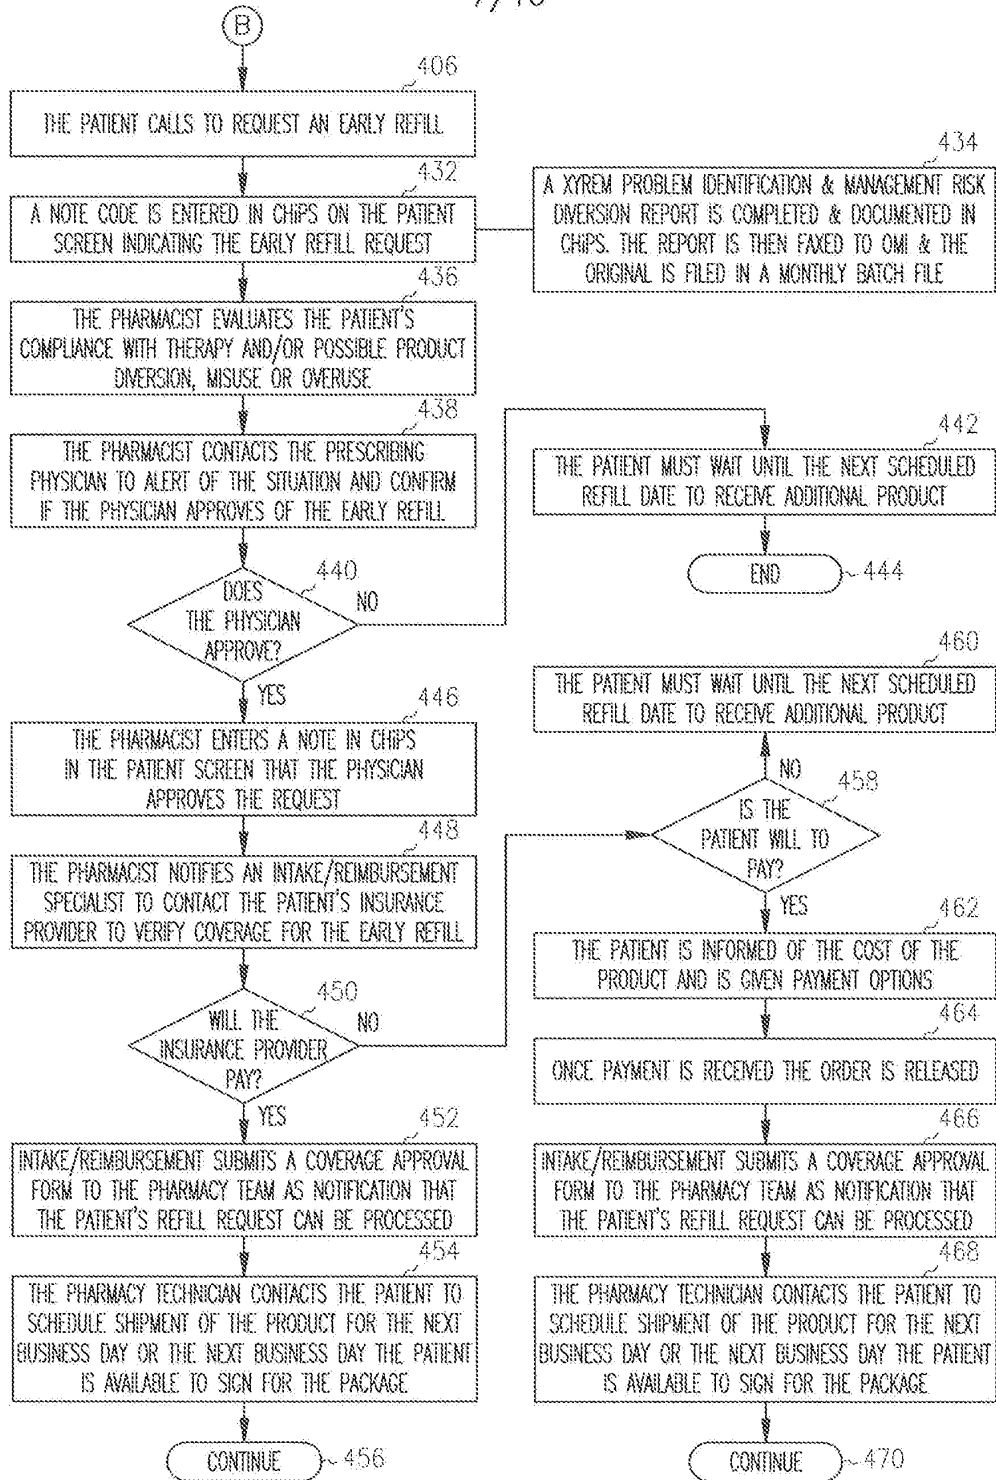 B
406
THE PATIENT CALLS TO REQUEST AN EARLY REFILL
432
A NOTE CODE IS ENTERED IN CHiPS ON THE PATIENT
SCREEN INDICATING THE EARLY REFILL REQUEST
434
A XYREM PROBLEM IDENTIFICATION & MANAGEMENT RISK
DIVERSION REPORT IS COMPLETED & DOCUMENTED IN
CHiPS. THE REPORT IS THEN FAXED TO OMI & THE
ORIGINAL IS FILED IN A MONTHLY BATCH FILE
436
THE PHARMACIST EVALUATES THE PATIENT'S
COMPLIANCE WITH THERAPY AND/OR POSSIBLE PRODUCT
DIVERSION, MISUSE OR OVERUSE
438
THE PHARMACIST CONTACTS THE PRESCRIBING
PHYSICIAN TO ALERT OF THE SITUATION AND CONFIRM
IF THE PHYSICIAN APPROVES OF THE EARLY REFILL
440
DOES
THE PHYSICIAN
APPROVE?
NO
YES
442
THE PATIENT MUST WAIT UNTIL THE NEXT SCHEDULED
REFILL DATE TO RECEIVE ADDITIONAL PRODUCT
END
444
446
THE PHARMACIST ENTERS A NOTE IN CHiPS
IN THE PATIENT SCREEN THAT THE PHYSICIAN
APPROVES THE REQUEST
448
THE PHARMACIST NOTIFIES AN INTAKE/REIMBURSEMENT
SPECIALIST TO CONTACT THE PATIENT'S INSURANCE
PROVIDER TO VERIFY COVERAGE FOR THE EARLY REFILL
450
WILL THE
INSURANCE PROVIDER
PAY?
NO
YES
452
INTAKE/REIMBURSEMENT SUBMITS A COVERAGE APPROVAL
FORM TO THE PHARMACY TEAM AS NOTIFICATION THAT
THE PATIENT'S REFILL REQUEST CAN BE PROCESSED
454
THE PHARMACY TECHNICIAN CONTACTS THE PATIENT TO
SCHEDULE SHIPMENT OF THE PRODUCT FOR THE NEXT
BUSINESS DAY OR THE NEXT BUSINESS DAY THE PATIENT
IS AVAILABLE TO SIGN FOR THE PACKAGE
CONTINUE
456
460
THE PATIENT MUST WAIT UNTIL THE NEXT SCHEDULED
REFILL DATE TO RECEIVE ADDITIONAL PRODUCT
NO
458
IS THE
PATIENT WILL TO
PAY?
YES
462
THE PATIENT IS INFORMED OF THE COST OF THE
PRODUCT AND IS GIVEN PAYMENT OPTIONS
464
ONCE PAYMENT IS RECEIVED THE ORDER IS RELEASED
466
INTAKE/REIMBURSEMENT SUBMITS A COVERAGE APPROVAL
FORM TO THE PHARMACY TEAM AS NOTIFICATION THAT
THE PATIENT'S REFILL REQUEST CAN BE PROCESSED
468
THE PHARMACY TECHNICIAN CONTACTS THE PATIENT TO
SCHEDULE SHIPMENT OF THE PRODUCT FOR THE NEXT
BUSINESS DAY OR THE NEXT BUSINESS DAY THE PATIENT
IS AVAILABLE TO SIGN FOR THE PACKAGE
CONTINUE
470